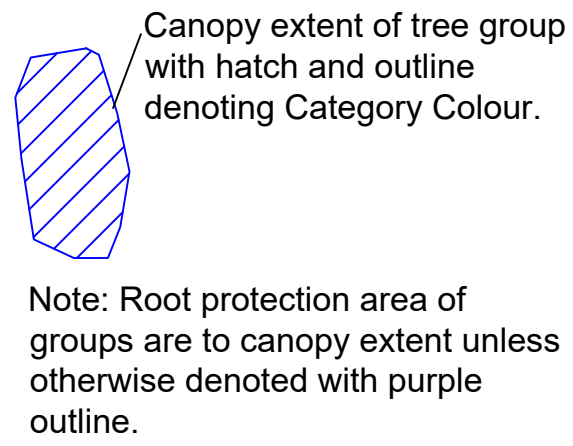 Canopy extent of tree group
with hatch and outline
denoting Category Colour.
Note: Root protection area of
groups are to canopy extent unless
otherwise denoted with purple
outline.